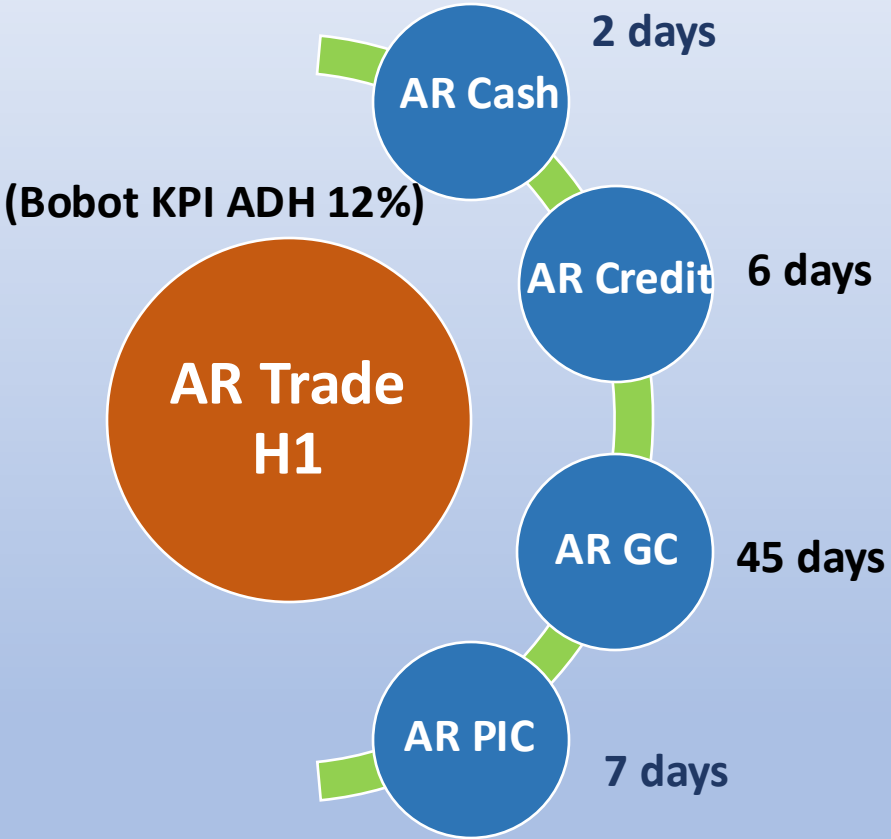 2 days
AR Cash
(Bobot KPI ADH 12%)
AR Credit
6 days
AR Trade
H1
AR GC
45 days
AR PIC
7 days